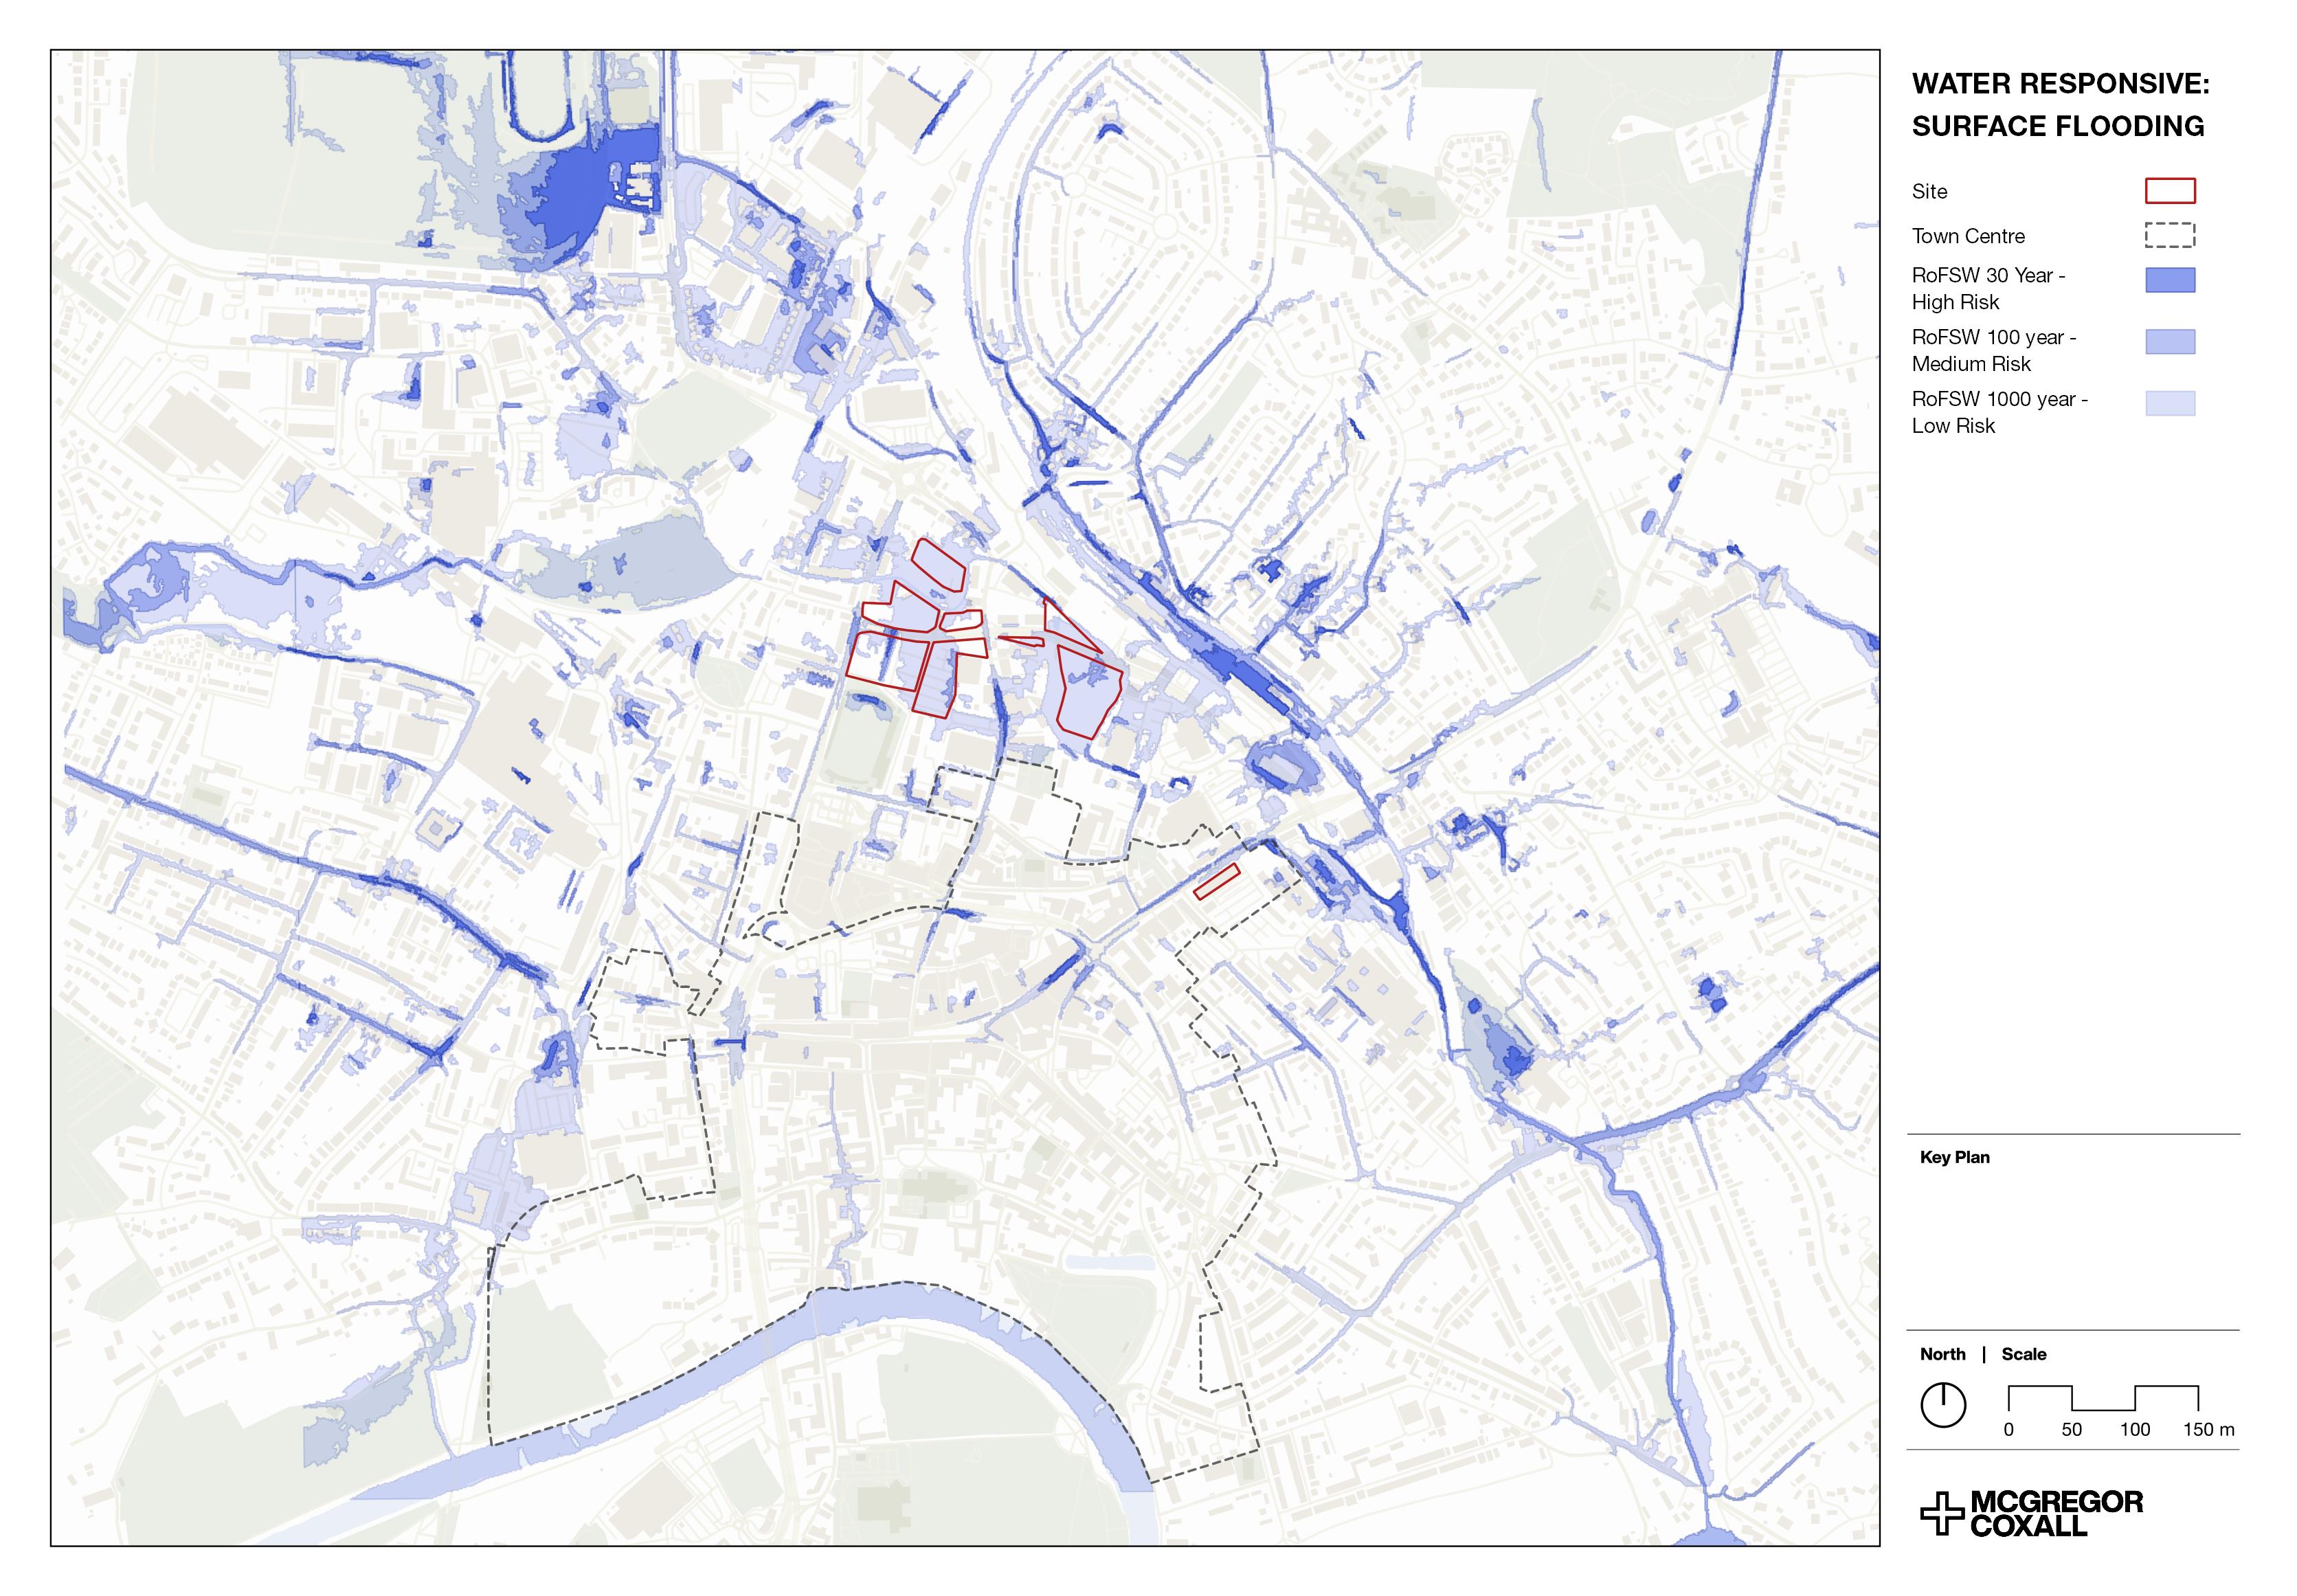 WATER RESPONSIVE:
SURFACE FLOODING
Site
Town Centre
RoFSW 30 Year -
High Risk
RoFSW 100 year -
Medium Risk
RoFSW 1000 year -
Low Risk
Key Plan
North | Scale
0 50 100 150 m
MCGREGOR
COXALL